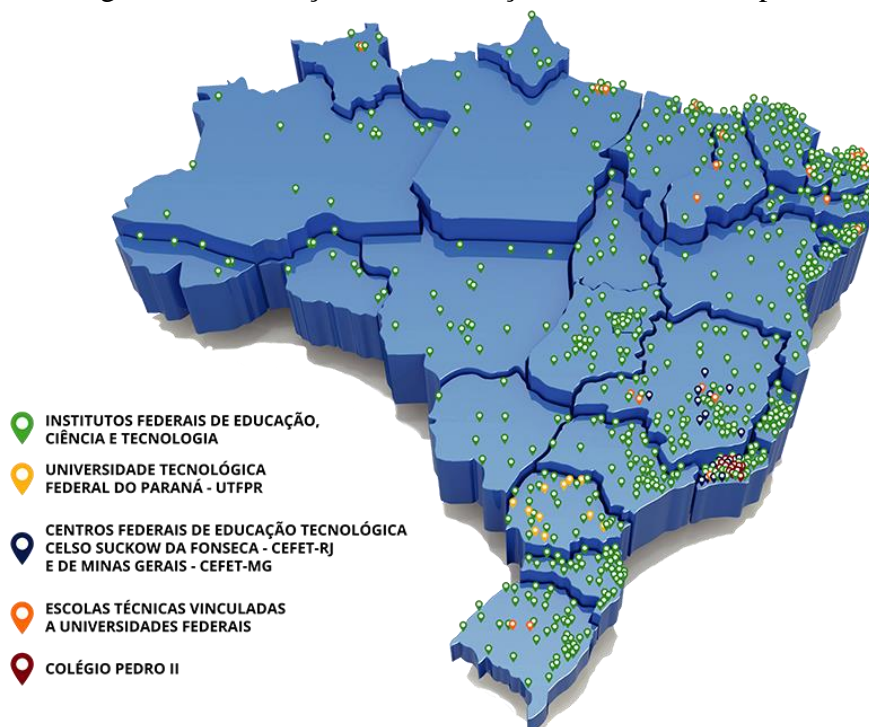 INSTITUTOS FEDERAIS DE EDUCAÇÃO,
CIÊNCIA E TECNOLOGIA
UNIVERSIDADE TECNOLÓGICA
FEDERAL DO PARANÁ - UTFPR
CENTROS FEDERAIS DE EDUCAÇÃO TECNOLÓGICA
CELSO SUCKOW DA FONSECA - CEFET-RJ
E DE MINAS GERAIS - CEFET-MG
ESCOLAS TÉCNICAS VINCULADAS
A UNIVERSIDADES FEDERAIS
COLÉGIO PEDRO II